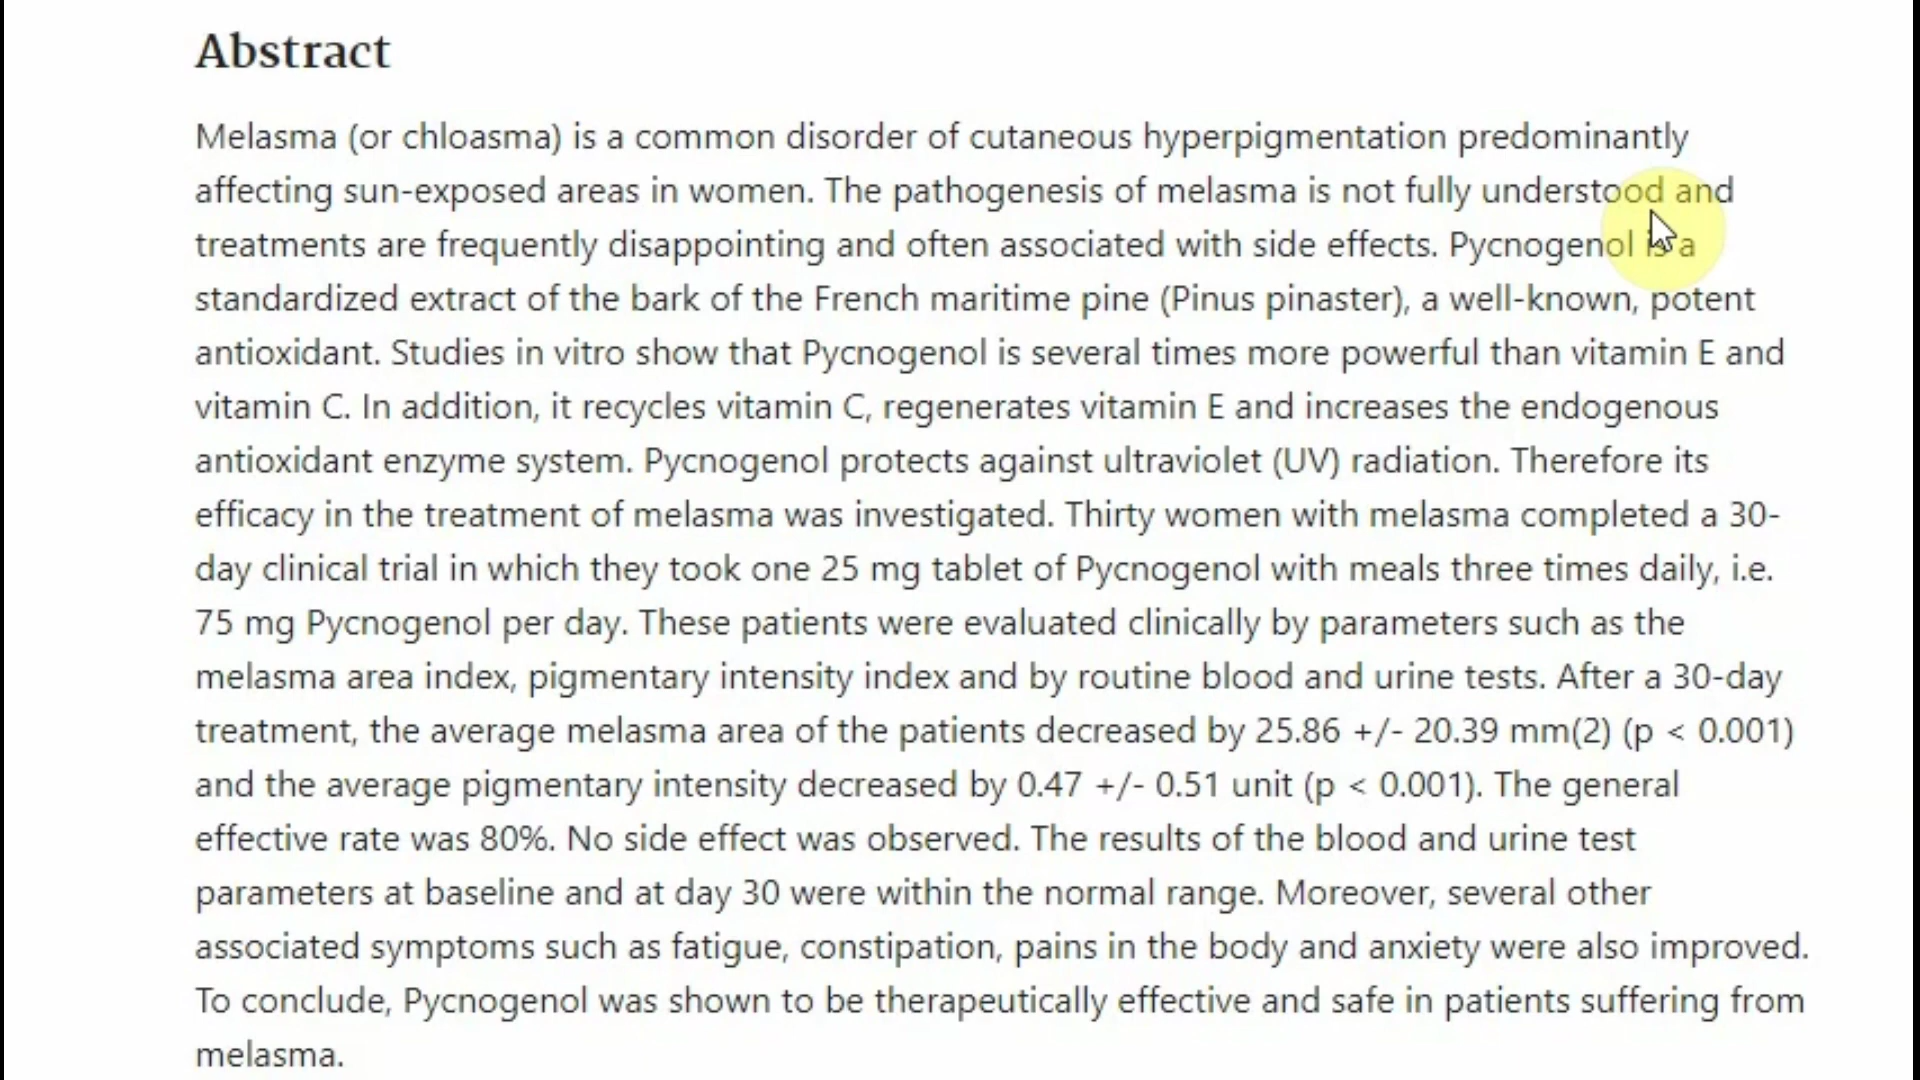 Abstract
Melasma (or chloasma) is a common disorder of cutaneous hyperpigmentation predominantly
affecting sun-exposed areas in women. The pathogenesis of melasma is not fully understood and
treatments are frequently disappointing and often associated with side effects. Pycnogenol is a
standardized extract of the bark of the French maritime pine (Pinus pinaster), a well-known, potent
antioxidant. Studies in vitro show that Pycnogenol is several times more powerful than vitamin E and
vitamin C. In addition, it recycles vitamin C, regenerates vitamin E and increases the endogenous
antioxidant enzyme system. Pycnogenol protects against ultraviolet (UV) radiation. Therefore its
efficacy in the treatment of melasma was investigated. Thirty women with melasma completed a 30-
day clinical trial in which they took one 25 mg tablet of Pycnogenol with meals three times daily, i.e.
75 mg Pycnogenol per day. These patients were evaluated clinically by parameters such as the
melasma area index, pigmentary intensity index and by routine blood and urine tests. After a 30-day
treatment, the average melasma area of the patients decreased by 25.86 +/- 20.39 mm(2) (p < 0.001)
and the average pigmentary intensity decreased by 0.47 +/- 0.51 unit (p < 0.001). The general
effective rate was 80%. No side effect was observed. The results of the blood and urine test
parameters at baseline and at day 30 were within the normal range. Moreover, several other
associated symptoms such as fatigue, constipation, pains in the body and anxiety were also improved.
To conclude, Pycnogenol was shown to be therapeutically effective and safe in patients suffering from
melasma.